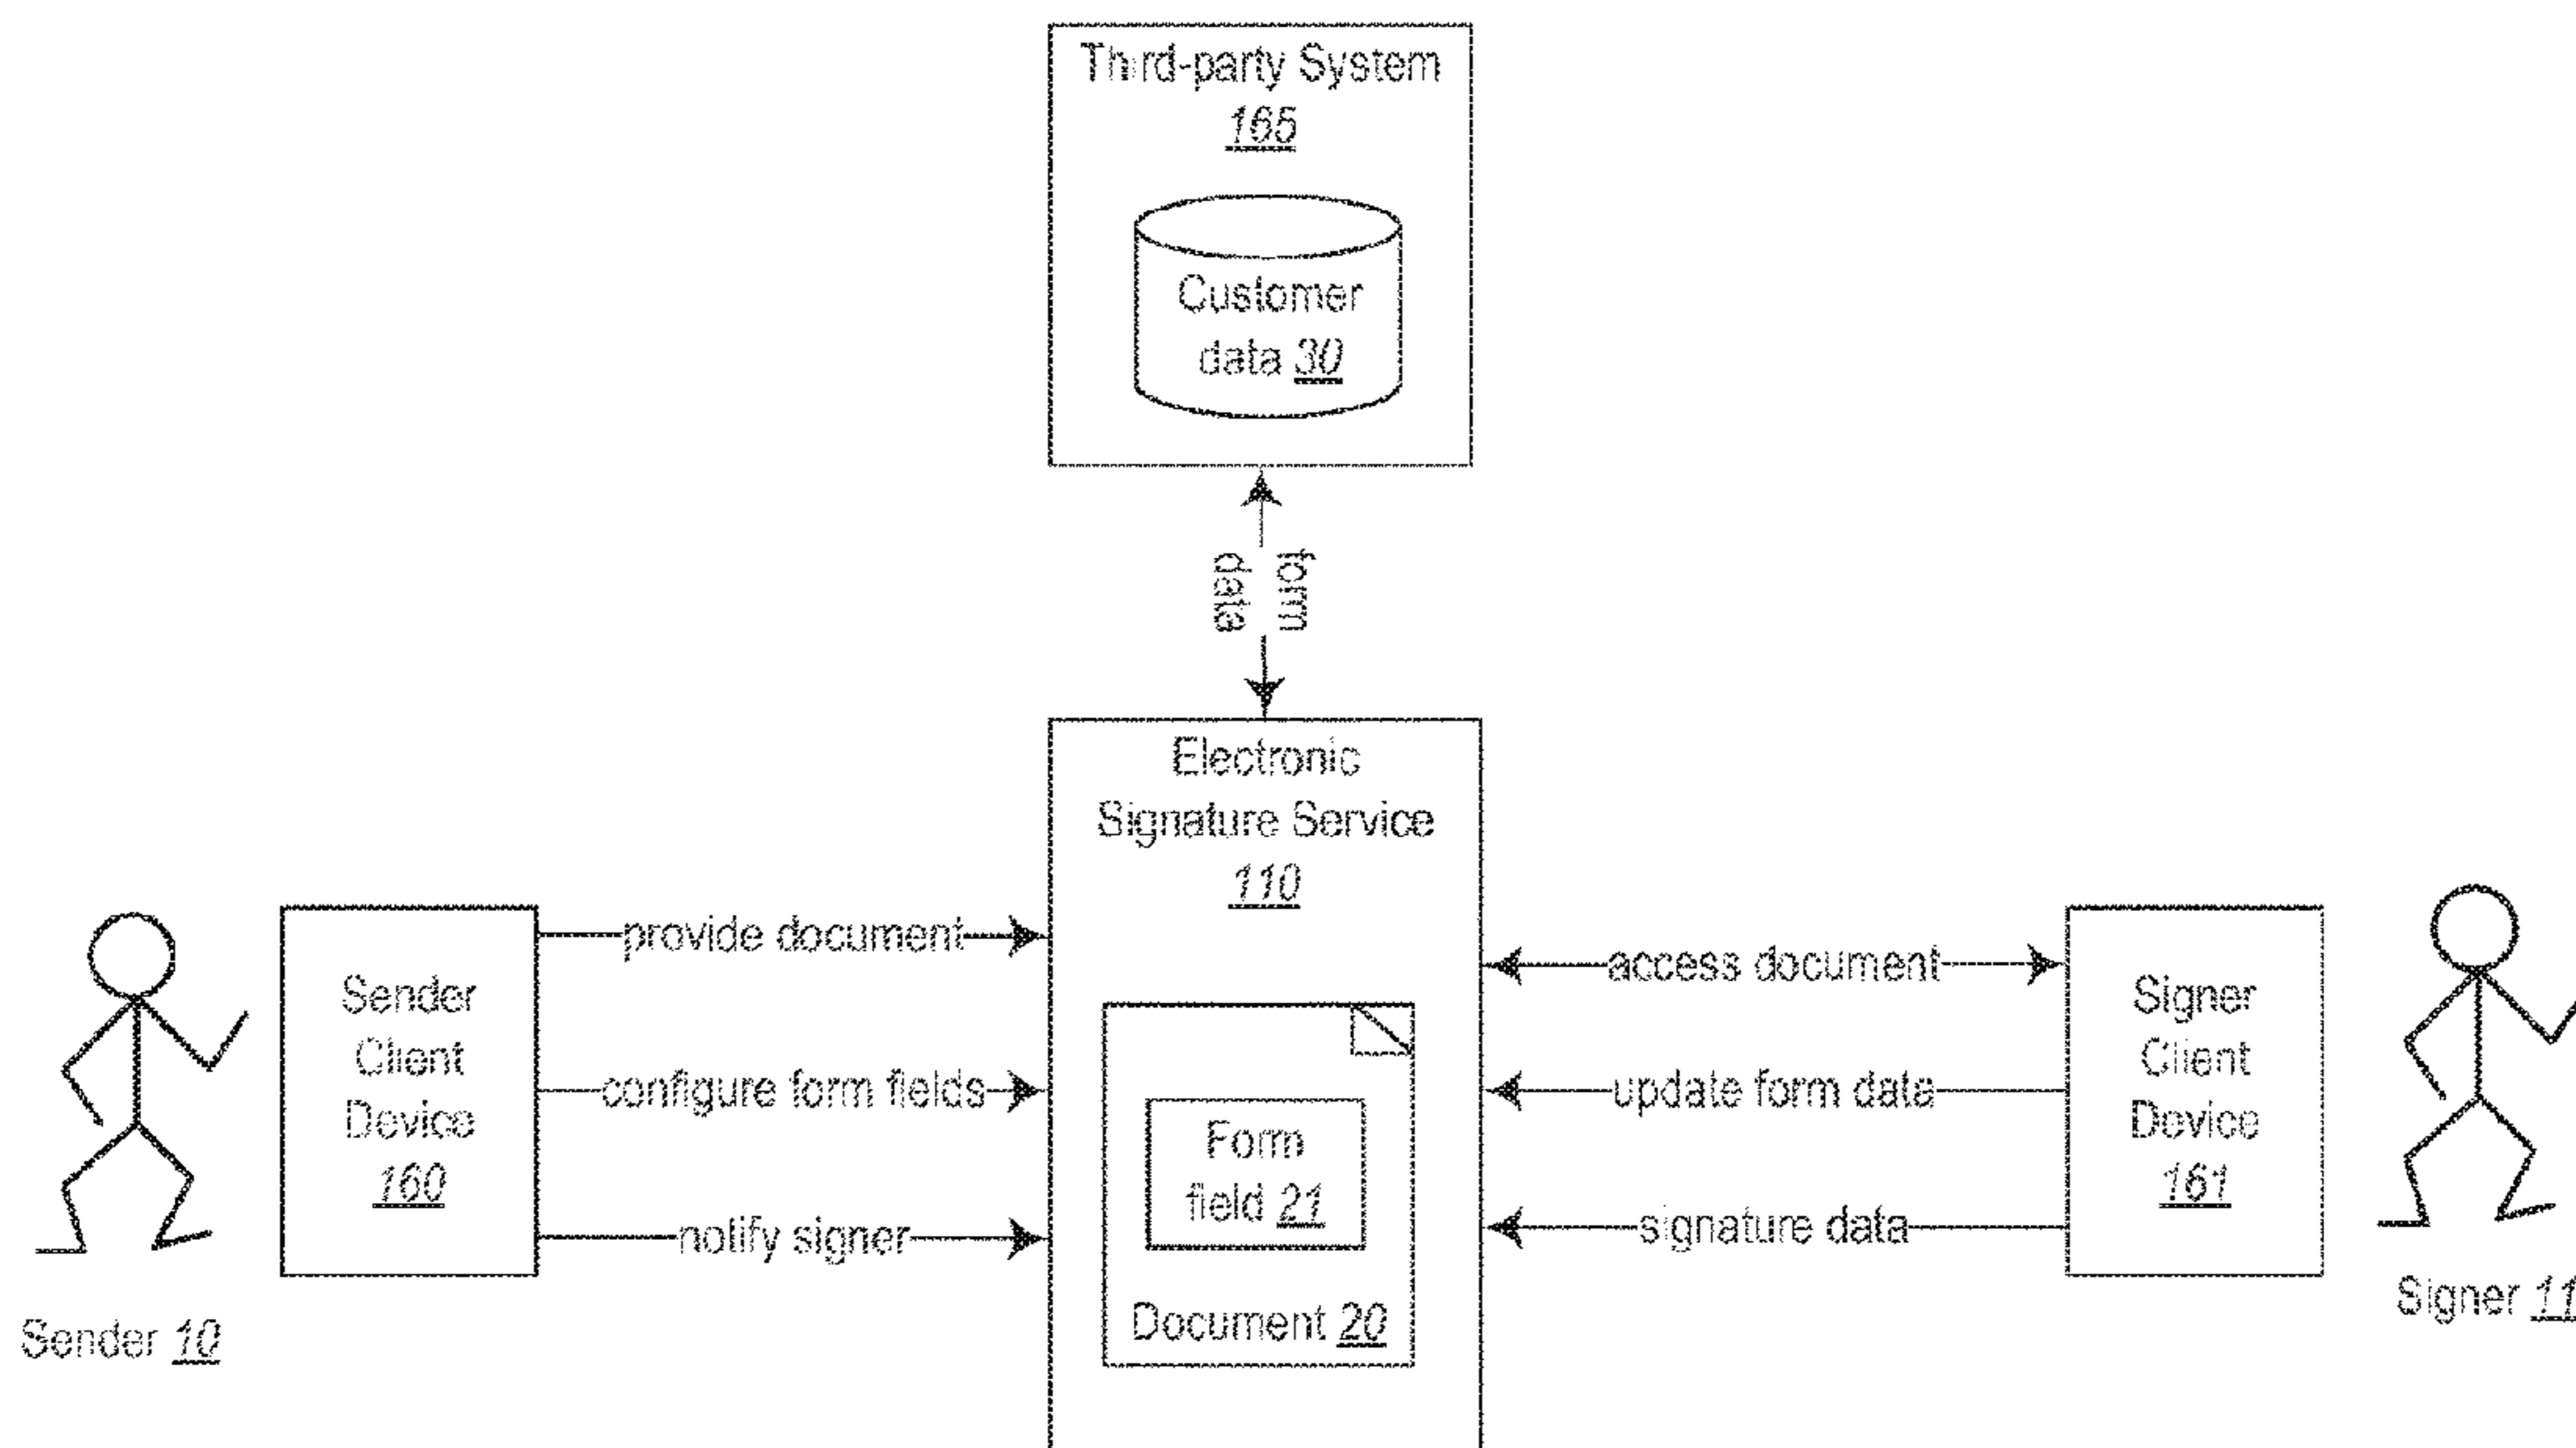 Third-party System
165
Customer
data 30
form
data
Electronic
Signature Service
110
provide document
configure form fields
notify signer
Sender
Client
Device
160
Sender 10
Form
field 21
Document 20
access document
update form data
signature data
Signer
Client
Device
161
Signer 11